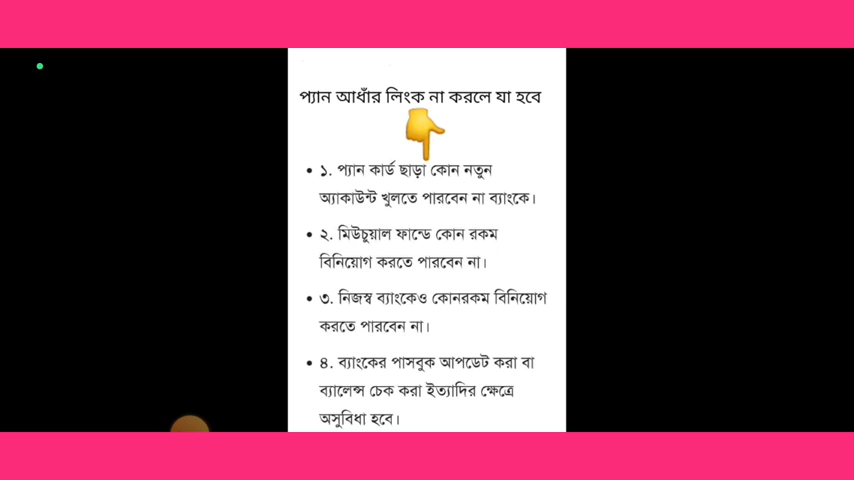 প্যান আধাঁর লিংক না করলে যা হবে
১. প্যান কার্ড ছাড়া কোন নতুন
অ্যাকাউন্ট খুলতে পারবেন না ব্যাংকে।
২. মিউচুয়াল ফান্ডে কোন রকম
বিনিয়োগ করতে পারবেন না।
৩. নিজস্ব ব্যাংকেও কোনরকম বিনিয়োগ
করতে পারবেন না।
৪. ব্যাংকের পাসবুক আপডেট করা বা
ব্যালেন্স চেক করা ইত্যাদির ক্ষেত্রে
অসুবিধা হবে।